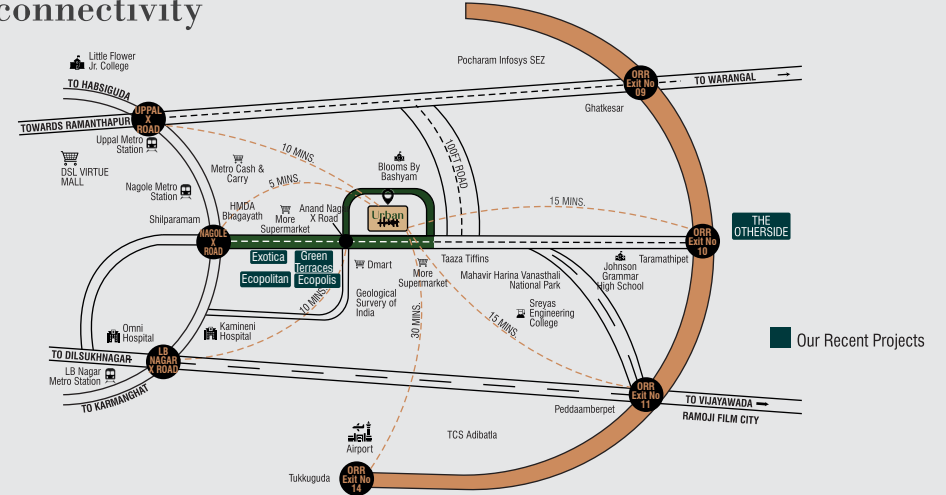 connectivity
Little Flower
Jr. College
TO HABSIGUDA
Pocharam Infosys SEZ
ORR
Exit No
09
TO WARANGAL
Ghatkesar
UPPAL
X
ROAD
TOWARDS RAMANTHAPUR
Uppal Metro
Station
DSL VIRTUE
MALL
10 MINS.
Metro Cash &
Carry
Blooms By
Bashyam
100FT ROAD
5 MINS.
Nagole Metro
Station
HMDA
Bhagayath
More
Supermarket
Anand Nag
X Road
Urban
15 MINS.
Shilparamam
NAGOLE
X
ROAD
ORR
Exit No
10
THE
OTHERSIDE
Exotica
Green
Terraces
Ecopolitan
Ecopolis
Dmart
More
Supermarket
Taaza Tiffins
Mahavir Harina Vanasthali
National Park
Johnson
Grammar
High School
Taramathipet
10 MINS.
Geological
Survery of
India
30 MINS.
15 MINS.
Sreyas
Engineering
College
Omni
Hospital
Kamineni
Hospital
Our Recent Projects
TO DILSUKHNAGAR
LB
NAGAR
X ROAD
LB Nagar
Metro Station
TO KARMANGHAT
ORR
Exit No
11
Peddaamberpet
TO VIJAYAWADA
RAMOJI FILM CITY
Airport
TCS Adibatla
Tukkuguda
ORR
Exit No
14